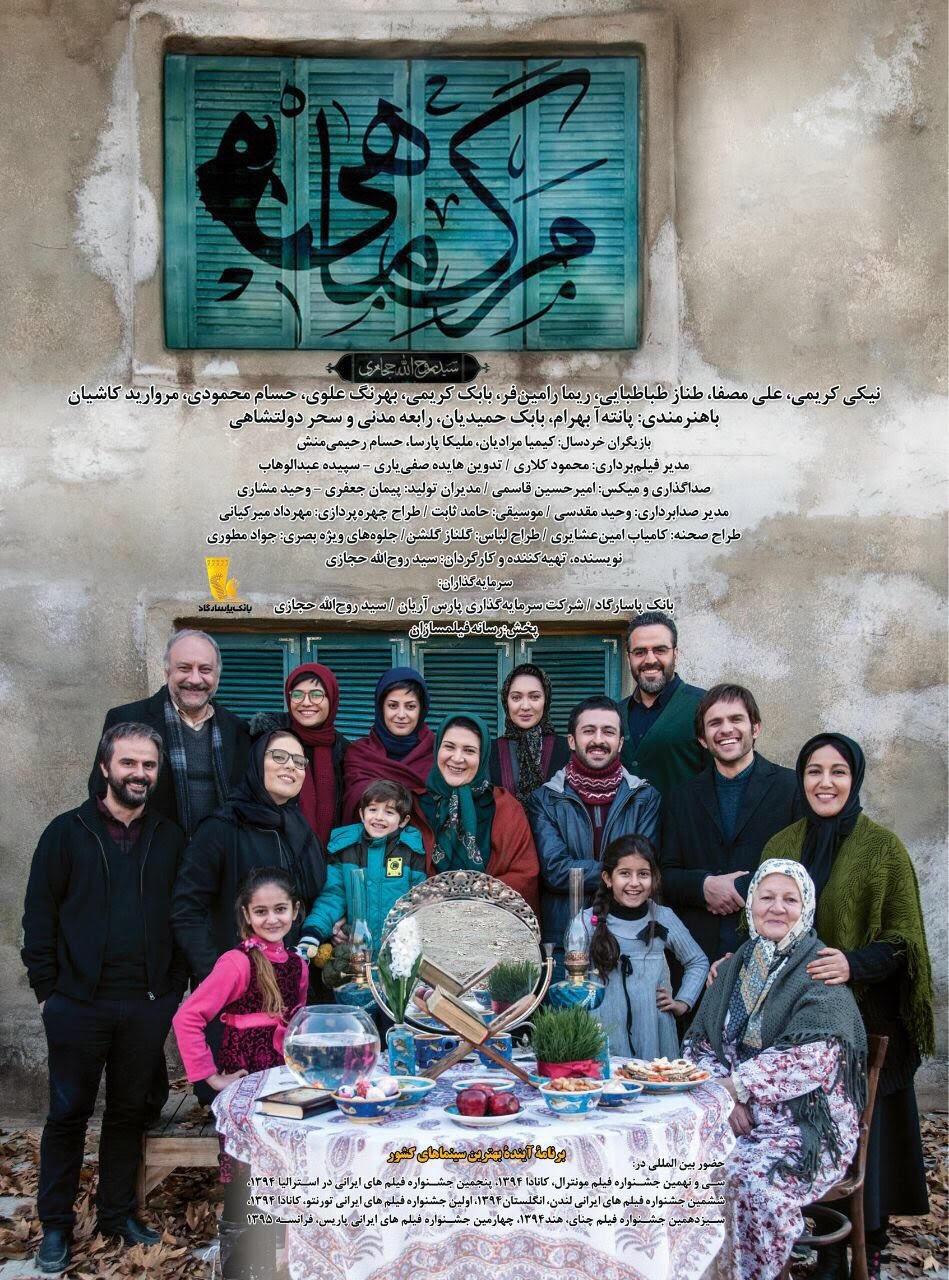 مرگ ماهی
سید روح الله حجازی
نیکی کریمی، علی مصفا، طناز طباطبایی، ریما رامین‌فر، بابک کریمی، بهرنگ علوی، حسام محمودی، مروارید کاشیان
باهنرمندی: پانته‌آ بهرام، بابک حمیدیان، رابعه مدنی و سحر دولتشاهی
بازیگران خردسال: کیمیا مرادیان، ملیکا پارسا، حسام رحیمی‌منش
مدیر فیلم‌برداری: محمود کلاری / تدوین هایده صفی‌یاری - سپیده عبدالوهاب
صداگذاری و میکس: امیرحسین قاسمی / مدیران تولید: پیمان جعفری - وحید مشاری
مدیر صدابرداری: وحید مقدسی / موسیقی: حامد ثابت / طراح چهره‌پردازی: مهرداد میرکیانی
طراح صحنه: کامیاب امین‌عشایری / طراح لباس: گلناز گلشن/ جلوه‌های ویژه بصری: جواد مطوری
نویسنده، تهیه‌کننده و کارگردان: سید روح‌الله حجازی
سرمایه‌گذاران:
بانک پاسارگاد / شرکت سرمایه‌گذاری پارس آریان / سید روح‌الله حجازی
بانک پاسارگاد
پخش: رسانه فیلمسازان
برنامهٔ آیندهٔ بهترین سینماهای کشور
حضور بین المللی در:
سی و نهمین جشنواره فیلم مونترال، کانادا ۱۳۹۴، پنجمین جشنواره فیلم های ایرانی در استرالیا ۱۳۹۴،
ششمین جشنواره فیلم های ایرانی لندن، انگلستان ۱۳۹۴، اولین جشنواره فیلم های ایرانی تورنتو، کانادا ۱۳۹۴،
سیزدهمین جشنواره فیلم چنای، هند ۱۳۹۴، چهارمین جشنواره فیلم های ایرانی پاریس، فرانسه ۱۳۹۵